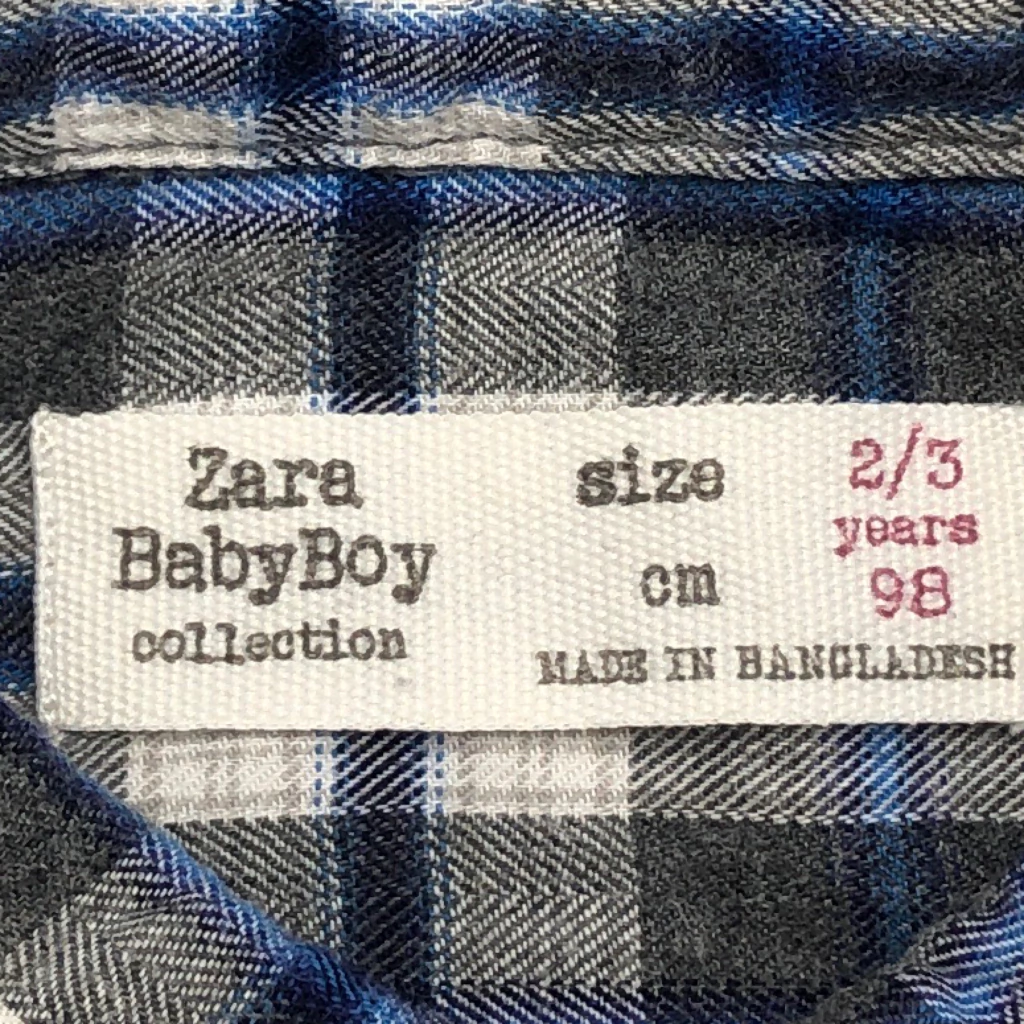 Zara
BabyBoy
collection
size 2/3
years
cm 98
MADE IN BANGLADESH